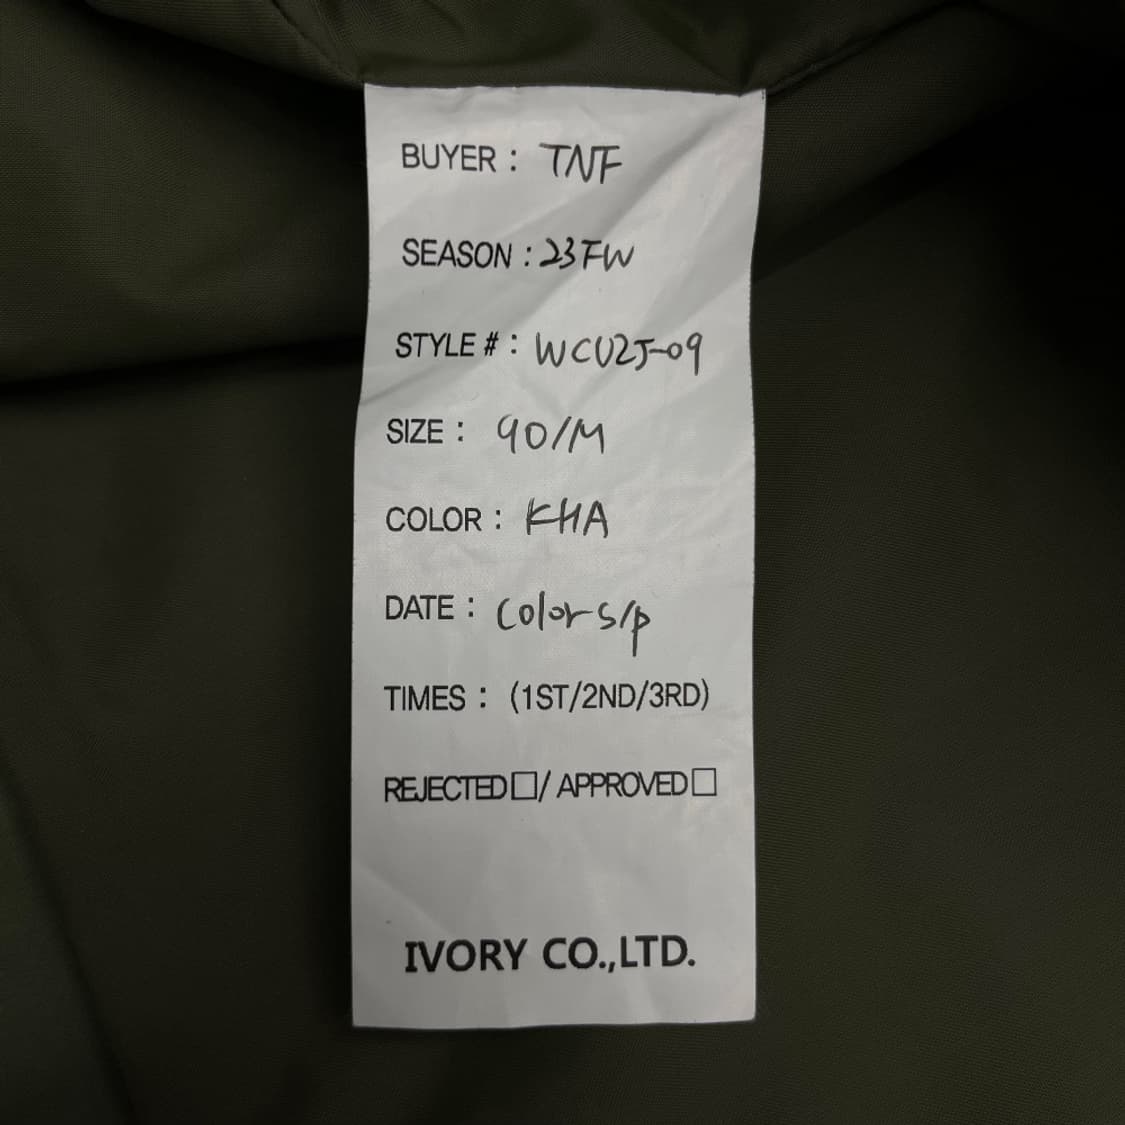 BUYER : TNF
SEASON : 23FW
STYLE # : WCU2J-09
SIZE : 90/M
COLOR : KHA
DATE : Color s/p
TIMES : (1ST/2ND/3RD)
REJECTED□/ APPROVED□
IVORY CO.,LTD.